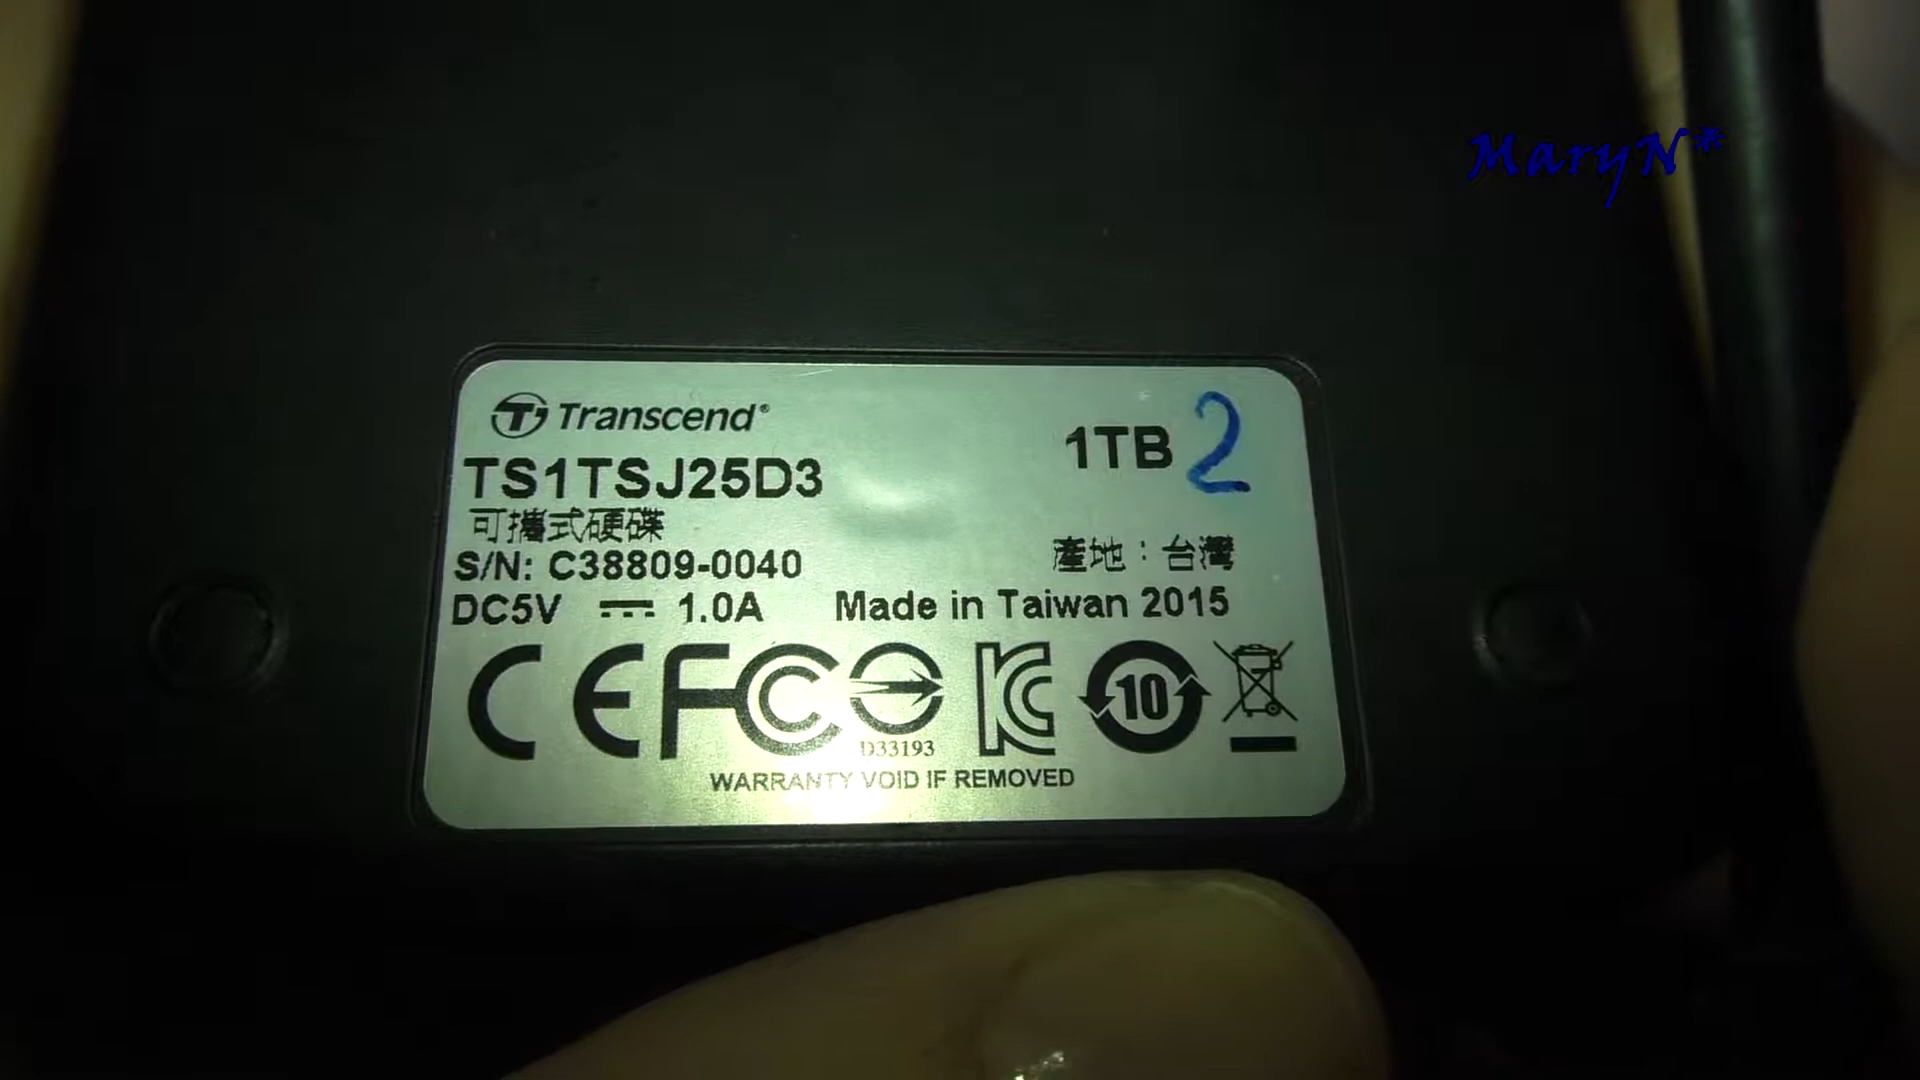 MaryN*
Transcend®
1TB 2
TS1TSJ25D3
可攜式硬碟
S/N: C38809-0040
產地：台灣
DC5V ⎓ 1.0A
Made in Taiwan 2015
CE FC KC 10
D33193
WARRANTY VOID IF REMOVED